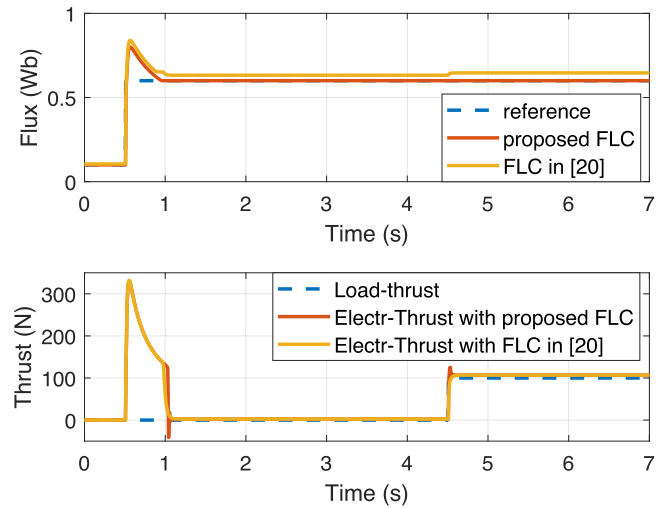 1
0.5
0
Flux (Wb)
reference
proposed FLC
FLC in [20]
0 1 2 3 4 5 6 7
Time (s)
300
200
100
0
Thrust (N)
Load-thrust
Electr-Thrust with proposed FLC
Electr-Thrust with FLC in [20]
0 1 2 3 4 5 6 7
Time (s)